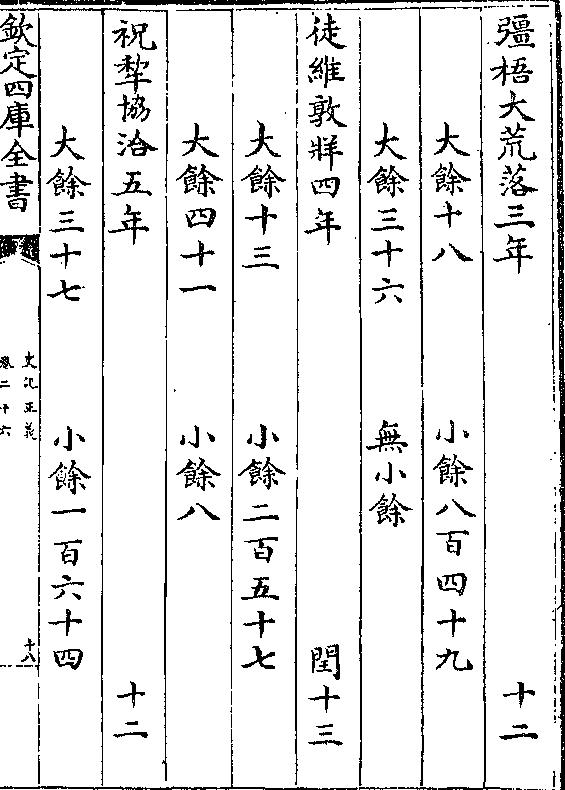 彊梧大荒落三年 十二
大餘十八 小餘八百四十九
大餘三十六 無小餘
徒維敦牂四年 閏十三
大餘十三 小餘二百五十七
大餘四十一 小餘八
祝犂協洽五年 十二
大餘三十七 小餘一百六十四
欽定四庫全書
史記正義
卷二十六
十八